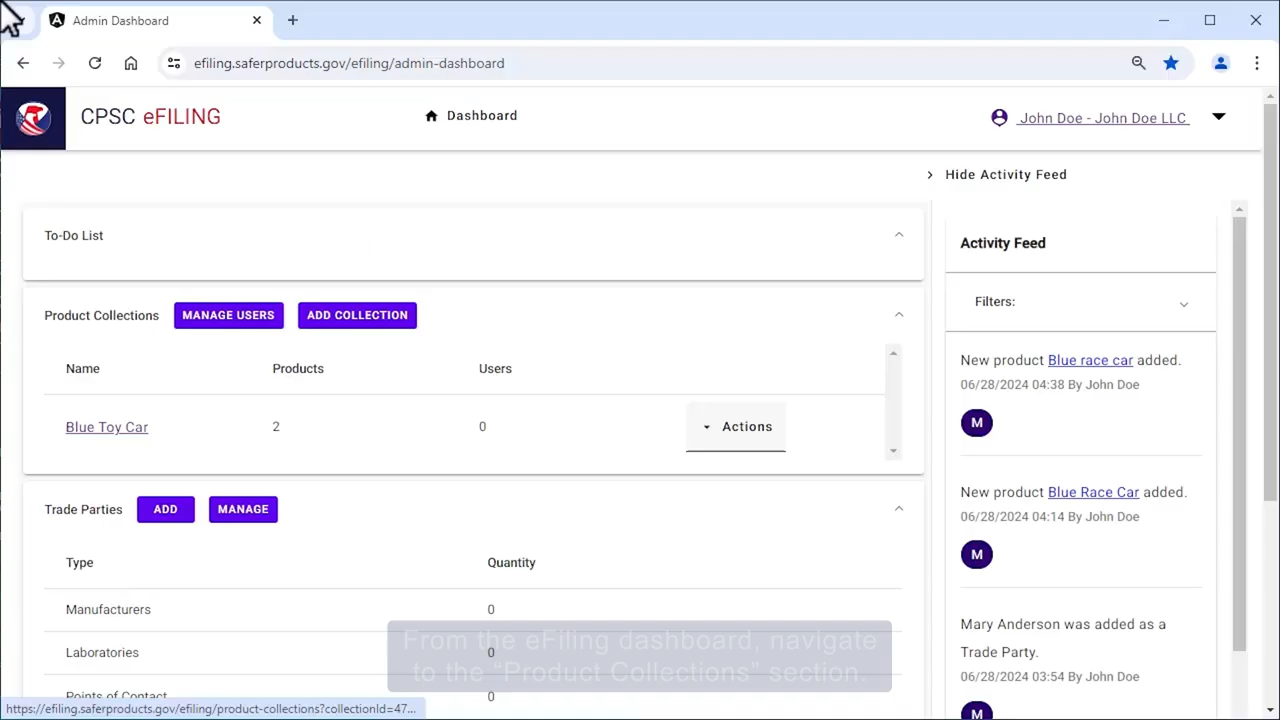 Admin Dashboard
efiling.saferproducts.gov/efiling/admin-dashboard
CPSC eFILING
Dashboard
John Doe - John Doe LLC
Hide Activity Feed
To-Do List
Product Collections
MANAGE USERS
ADD COLLECTION
Name
Products
Users
Blue Toy Car
2
0
Actions
Trade Parties
ADD
MANAGE
Type
Quantity
Manufacturers
0
Laboratories
0
Points of Contact
0
Activity Feed
Filters:
New product Blue race car added.
06/28/2024 04:38 By John Doe
M
New product Blue Race Car added.
06/28/2024 04:14 By John Doe
M
Mary Anderson was added as a
Trade Party.
06/28/2024 03:54 By John Doe
M
From the eFiling dashboard, navigate
to the “Product Collections” section.
https://efiling.saferproducts.gov/efiling/product-collections?collectionId=47...